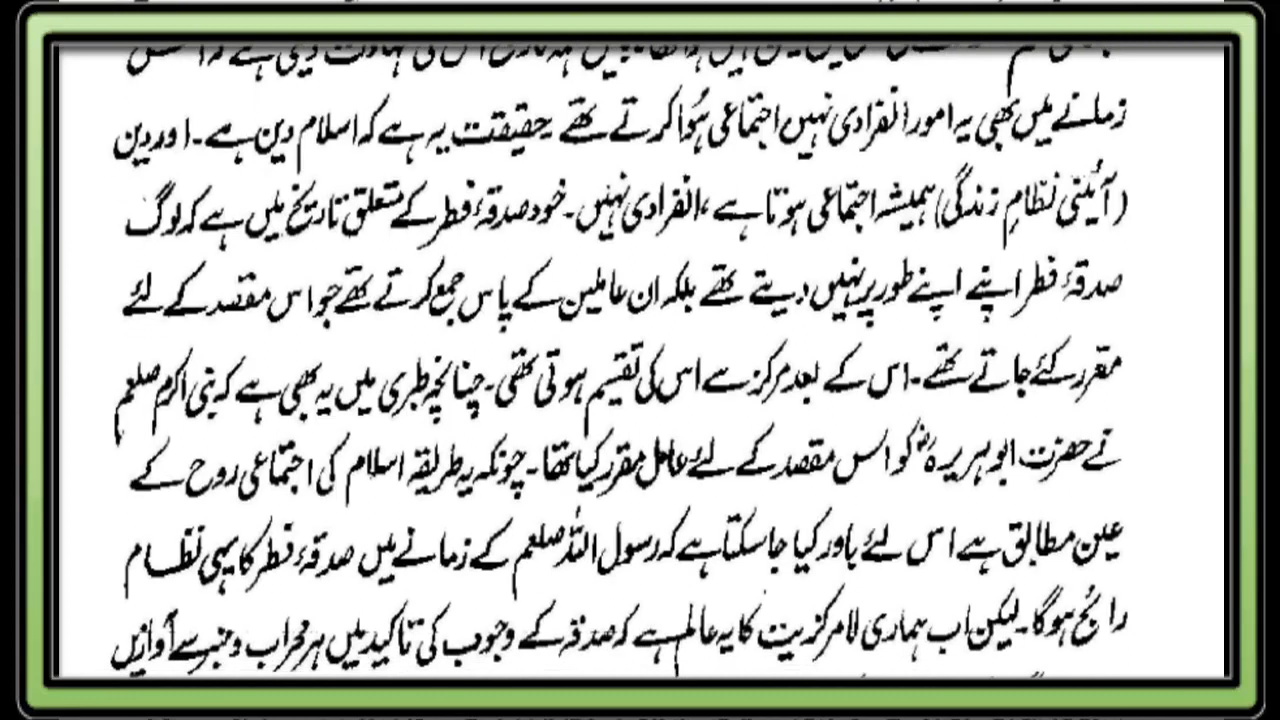 زمانے میں بھی یہ امور انفرادی نہیں اجتماعی ہُوا کرتے تھے۔ حقیقت یہ ہے کہ اسلام دین ہے۔ اور دین
(آئینی نظامِ زندگی) ہمیشہ اجتماعی ہوتا ہے، انفرادی نہیں۔ خود صدقۂ فطر کے متعلق تاریخ میں ہے کہ لوگ
صدقۂ فطر اپنے اپنے طور پر نہیں دیتے تھے بلکہ ان عاملین کے پاس جمع کرتے تھے جو اس مقصد کے لئے
مقرر کئے جاتے تھے۔ اس کے بعد مرکز سے اس کی تقسیم ہوتی تھی۔ چنانچہ طبری میں یہ بھی ہے کہ نبی اکرم صلعم
نے حضرت ابوہریرہؓ کو اس مقصد کے لئے عامل مقرر کیا تھا۔ چونکہ یہ طریقہ اسلام کی اجتماعی روح کے
عین مطابق ہے اس لئے باور کیا جا سکتا ہے کہ رسول اللہ صلعم کے زمانے میں صدقۂ فطر کا یہی نظام
رائج ہو گا۔ لیکن اب ہماری لامرکزیت کا یہ عالم ہے کہ صدقہ کے وجوب کی تاکید میں ہر محراب و منبر سے آوازیں